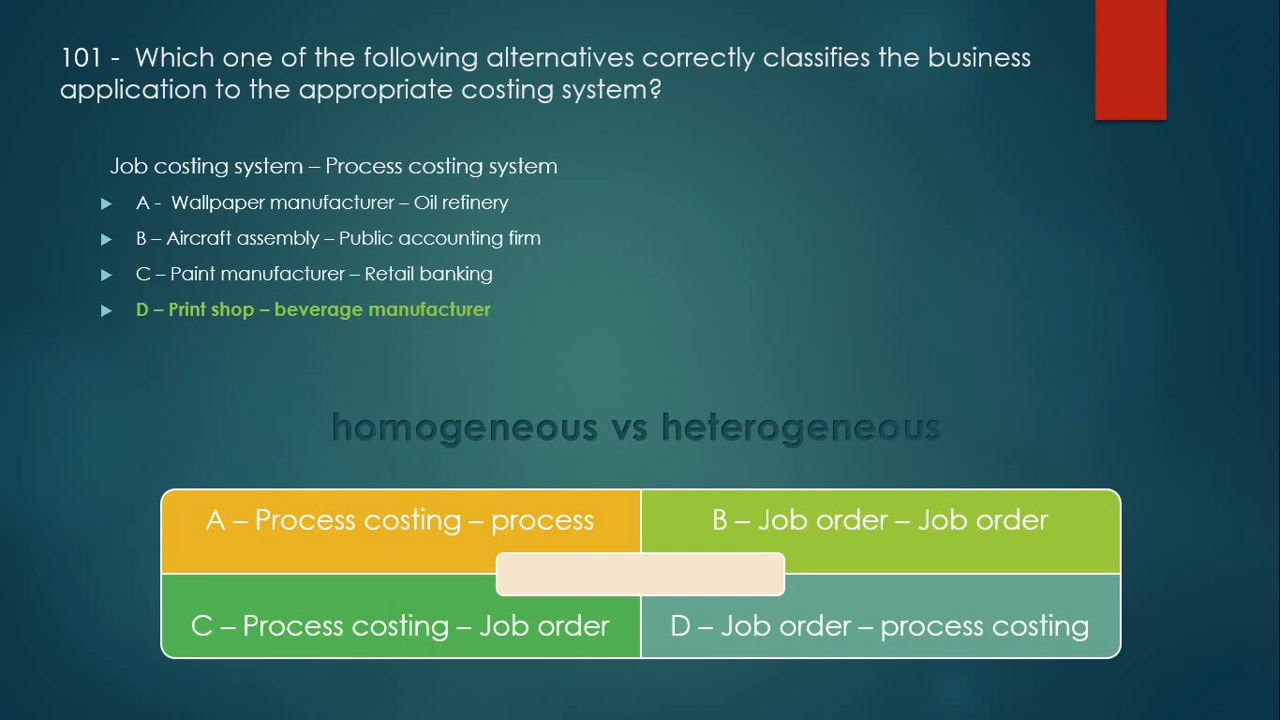 101 -  Which one of the following alternatives correctly classifies the business
application to the appropriate costing system?
Job costing system – Process costing system
A -  Wallpaper manufacturer – Oil refinery
B – Aircraft assembly – Public accounting firm
C – Paint manufacturer – Retail banking
D – Print shop – beverage manufacturer
homogeneous vs heterogeneous
A – Process costing – process
B – Job order – Job order
C – Process costing – Job order
D – Job order – process costing